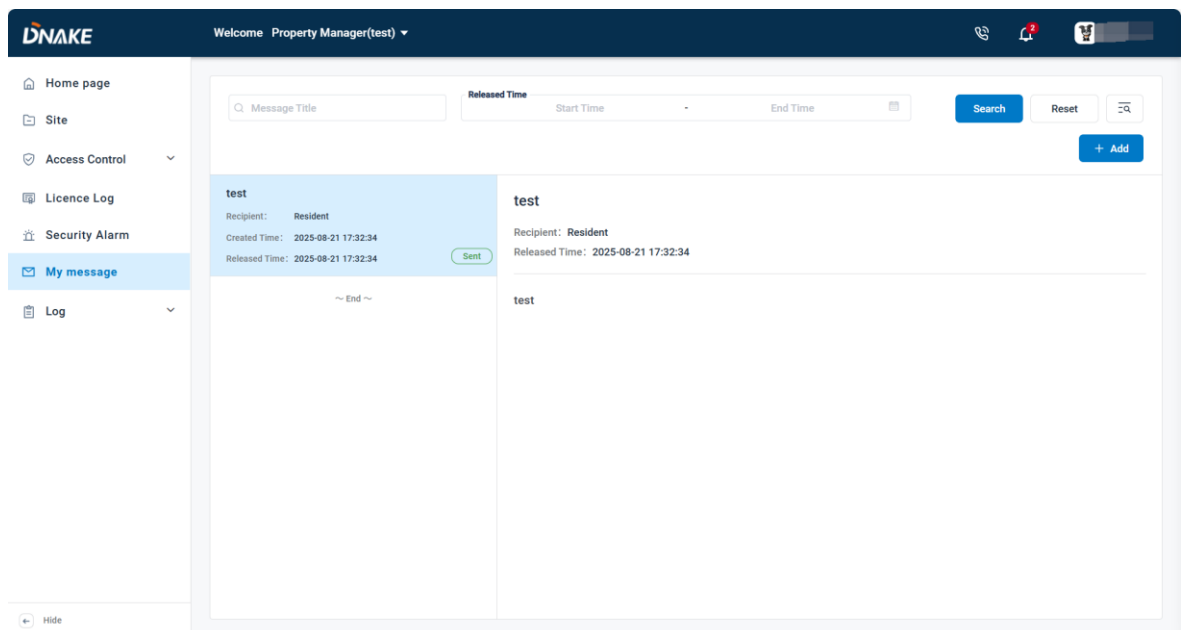 DNAKE
Welcome Property Manager(test)
2
Home page
Site
Access Control
Licence Log
Security Alarm
My message
Log
Hide
Message Title
Released Time
Start Time - End Time
Search
Reset
+ Add
test
Recipient: Resident
Created Time: 2025-08-21 17:32:34
Released Time: 2025-08-21 17:32:34
Sent
~ End ~
test
Recipient: Resident
Released Time: 2025-08-21 17:32:34
test